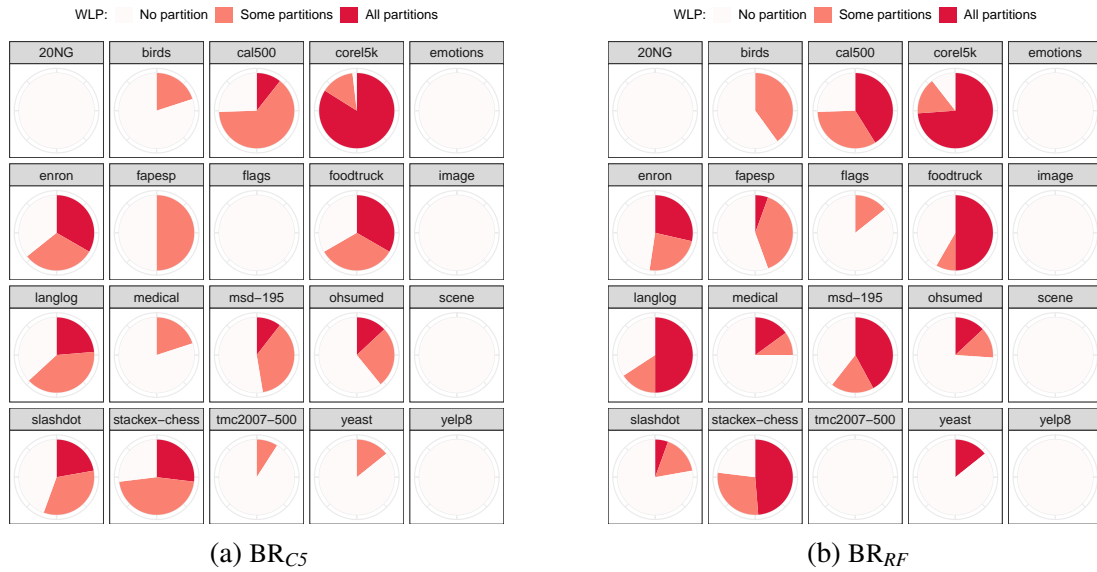 WLP: No partition Some partitions All partitions
20NG birds cal500 corel5k emotions
enron fapesp flags foodtruck image
langlog medical msd−195 ohsumed scene
slashdot stackex−chess tmc2007−500 yeast yelp8
(a) BRC5
WLP: No partition Some partitions All partitions
20NG birds cal500 corel5k emotions
enron fapesp flags foodtruck image
langlog medical msd−195 ohsumed scene
slashdot stackex−chess tmc2007−500 yeast yelp8
(b) BRRF